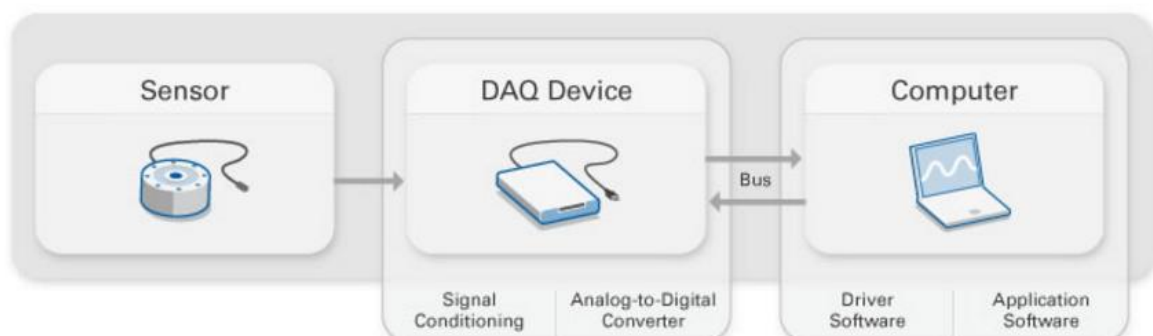 Sensor
DAQ Device
Computer
Bus
Signal
Conditioning
Analog-to-Digital
Converter
Driver
Software
Application
Software